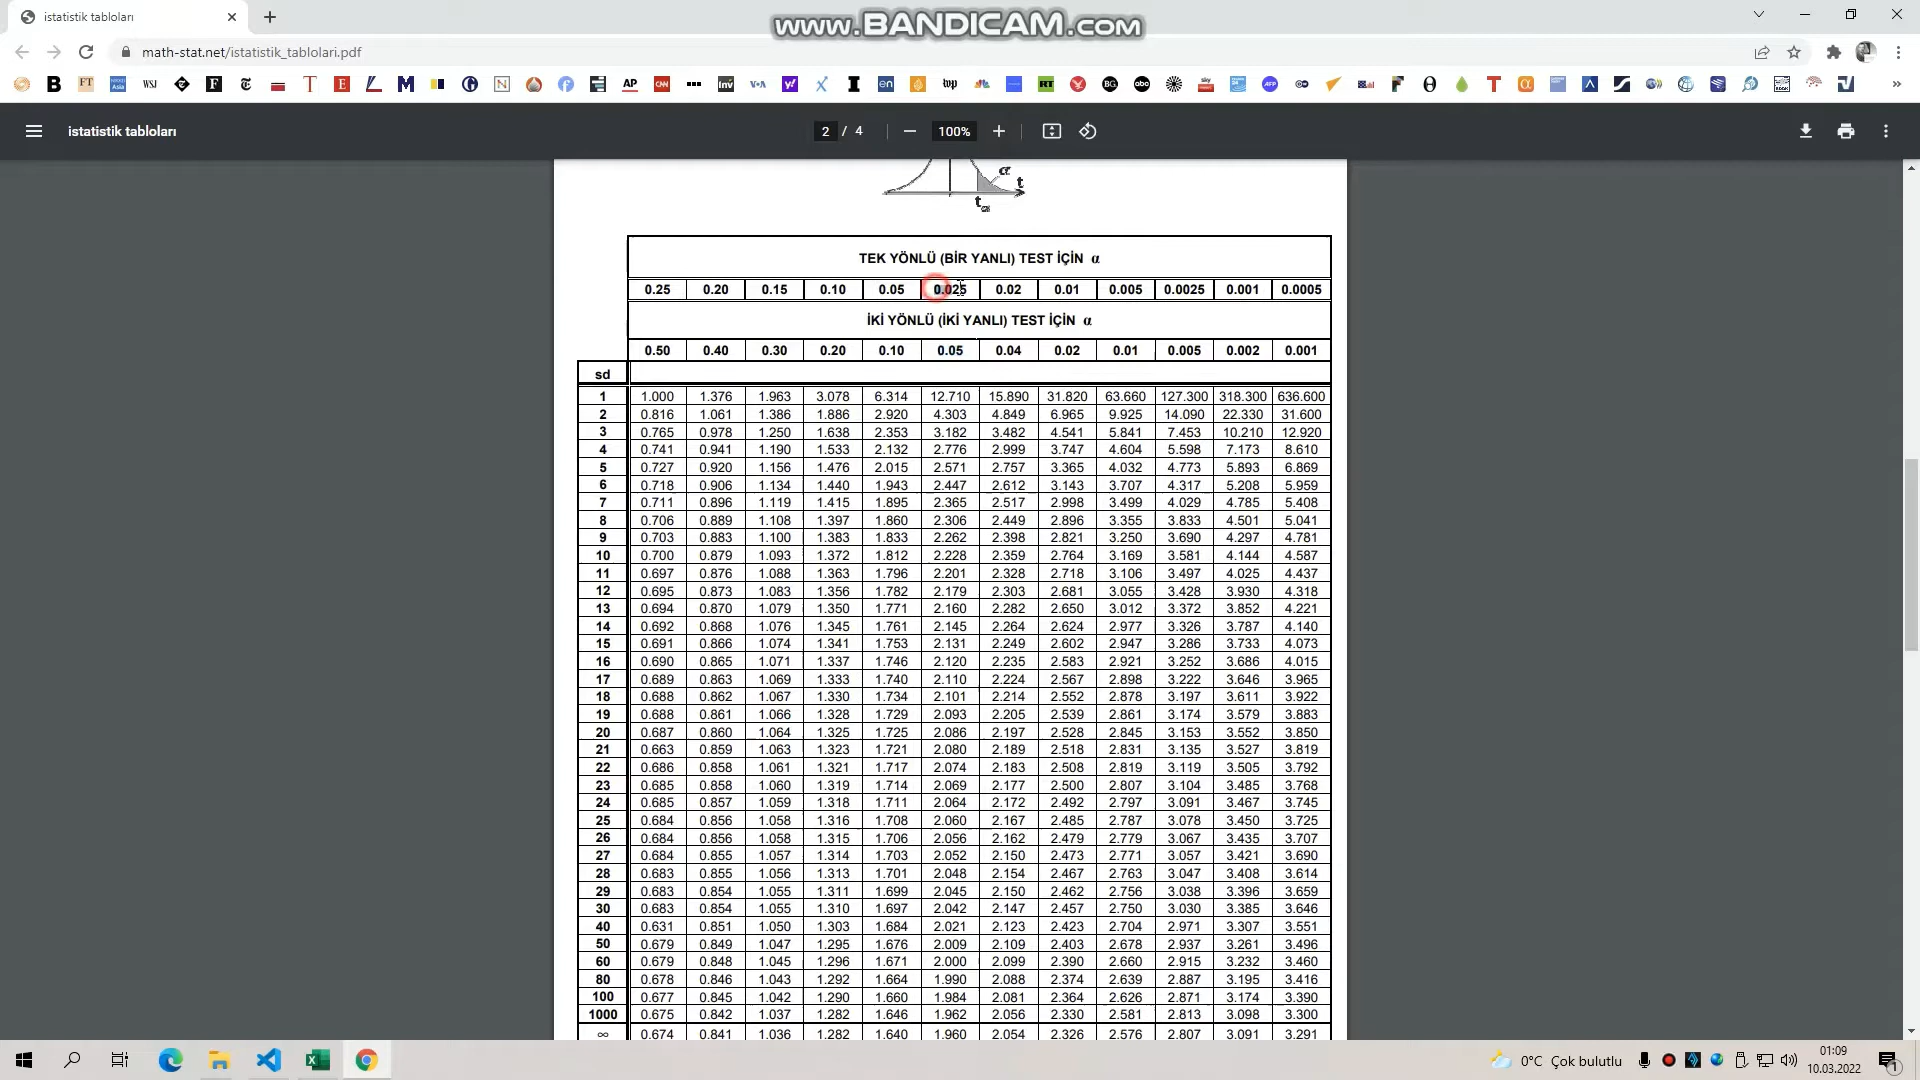 istatistik tabloları
www.BANDICAM.com
math-stat.net/istatistik_tablolari.pdf
istatistik tabloları
2 / 4
100%
α
t
tα
TEK YÖNLÜ (BİR YANLI) TEST İÇİN α
0.25 0.20 0.15 0.10 0.05 0.025 0.02 0.01 0.005 0.0025 0.001 0.0005
İKİ YÖNLÜ (İKİ YANLI) TEST İÇİN α
0.50 0.40 0.30 0.20 0.10 0.05 0.04 0.02 0.01 0.005 0.002 0.001
sd
1 1.000 1.376 1.963 3.078 6.314 12.710 15.890 31.820 63.660 127.300 318.300 636.600
2 0.816 1.061 1.386 1.886 2.920 4.303 4.849 6.965 9.925 14.090 22.330 31.600
3 0.765 0.978 1.250 1.638 2.353 3.182 3.482 4.541 5.841 7.453 10.210 12.920
4 0.741 0.941 1.190 1.533 2.132 2.776 2.999 3.747 4.604 5.598 7.173 8.610
5 0.727 0.920 1.156 1.476 2.015 2.571 2.757 3.365 4.032 4.773 5.893 6.869
6 0.718 0.906 1.134 1.440 1.943 2.447 2.612 3.143 3.707 4.317 5.208 5.959
7 0.711 0.896 1.119 1.415 1.895 2.365 2.517 2.998 3.499 4.029 4.785 5.408
8 0.706 0.889 1.108 1.397 1.860 2.306 2.449 2.896 3.355 3.833 4.501 5.041
9 0.703 0.883 1.100 1.383 1.833 2.262 2.398 2.821 3.250 3.690 4.297 4.781
10 0.700 0.879 1.093 1.372 1.812 2.228 2.359 2.764 3.169 3.581 4.144 4.587
11 0.697 0.876 1.088 1.363 1.796 2.201 2.328 2.718 3.106 3.497 4.025 4.437
12 0.695 0.873 1.083 1.356 1.782 2.179 2.303 2.681 3.055 3.428 3.930 4.318
13 0.694 0.870 1.079 1.350 1.771 2.160 2.282 2.650 3.012 3.372 3.852 4.221
14 0.692 0.868 1.076 1.345 1.761 2.145 2.264 2.624 2.977 3.326 3.787 4.140
15 0.691 0.866 1.074 1.341 1.753 2.131 2.249 2.602 2.947 3.286 3.733 4.073
16 0.690 0.865 1.071 1.337 1.746 2.120 2.235 2.583 2.921 3.252 3.686 4.015
17 0.689 0.863 1.069 1.333 1.740 2.110 2.224 2.567 2.898 3.222 3.646 3.965
18 0.688 0.862 1.067 1.330 1.734 2.101 2.214 2.552 2.878 3.197 3.611 3.922
19 0.688 0.861 1.066 1.328 1.729 2.093 2.205 2.539 2.861 3.174 3.579 3.883
20 0.687 0.860 1.064 1.325 1.725 2.086 2.197 2.528 2.845 3.153 3.552 3.850
21 0.663 0.859 1.063 1.323 1.721 2.080 2.189 2.518 2.831 3.135 3.527 3.819
22 0.686 0.858 1.061 1.321 1.717 2.074 2.183 2.508 2.819 3.119 3.505 3.792
23 0.685 0.858 1.060 1.319 1.714 2.069 2.177 2.500 2.807 3.104 3.485 3.768
24 0.685 0.857 1.059 1.318 1.711 2.064 2.172 2.492 2.797 3.091 3.467 3.745
25 0.684 0.856 1.058 1.316 1.708 2.060 2.167 2.485 2.787 3.078 3.450 3.725
26 0.684 0.856 1.058 1.315 1.706 2.056 2.162 2.479 2.779 3.067 3.435 3.707
27 0.684 0.855 1.057 1.314 1.703 2.052 2.150 2.473 2.771 3.057 3.421 3.690
28 0.683 0.855 1.056 1.313 1.701 2.048 2.154 2.467 2.763 3.047 3.408 3.614
29 0.683 0.854 1.055 1.311 1.699 2.045 2.150 2.462 2.756 3.038 3.396 3.659
30 0.683 0.854 1.055 1.310 1.697 2.042 2.147 2.457 2.750 3.030 3.385 3.646
40 0.631 0.851 1.050 1.303 1.684 2.021 2.123 2.423 2.704 2.971 3.307 3.551
50 0.679 0.849 1.047 1.295 1.676 2.009 2.109 2.403 2.678 2.937 3.261 3.496
60 0.679 0.848 1.045 1.296 1.671 2.000 2.099 2.390 2.660 2.915 3.232 3.460
80 0.678 0.846 1.043 1.292 1.664 1.990 2.088 2.374 2.639 2.887 3.195 3.416
100 0.677 0.845 1.042 1.290 1.660 1.984 2.081 2.364 2.626 2.871 3.174 3.390
1000 0.675 0.842 1.037 1.282 1.646 1.962 2.056 2.330 2.581 2.813 3.098 3.300
∞ 0.674 0.841 1.036 1.282 1.640 1.960 2.054 2.326 2.576 2.807 3.091 3.291
0°C Çok bulutlu
01:09
10.03.2022